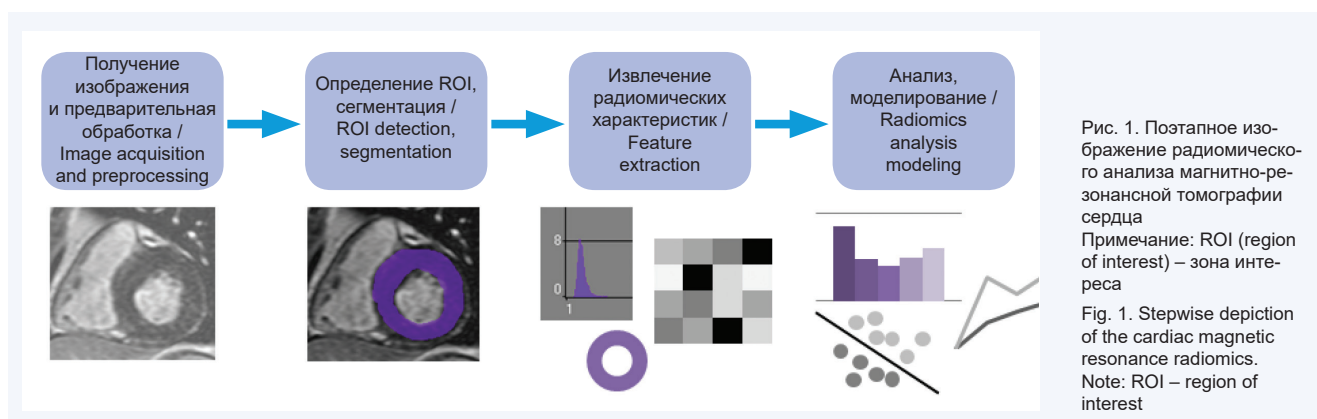 Получение
изображения
и предварительная
обработка /
Image acquisition
and preprocessing
Определение ROI,
сегментация /
ROI detection,
segmentation
Извлечение
радиомических
характеристик /
Feature
extraction
Анализ,
моделирование /
Radiomics
analysis
modeling
8
0
1
Рис. 1. Поэтапное изо-
бражение радиомическо-
го анализа магнитно-ре-
зонансной томографии
сердца
Примечание: ROI (region
of interest) – зона инте-
реса
Fig. 1. Stepwise depiction
of the cardiac magnetic
resonance radiomics.
Note: ROI – region of
interest